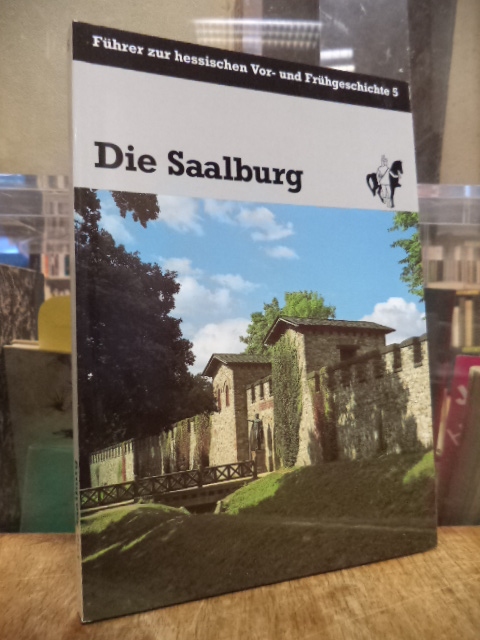 Führer zur hessischen Vor- und Frühgeschichte 5
Die Saalburg